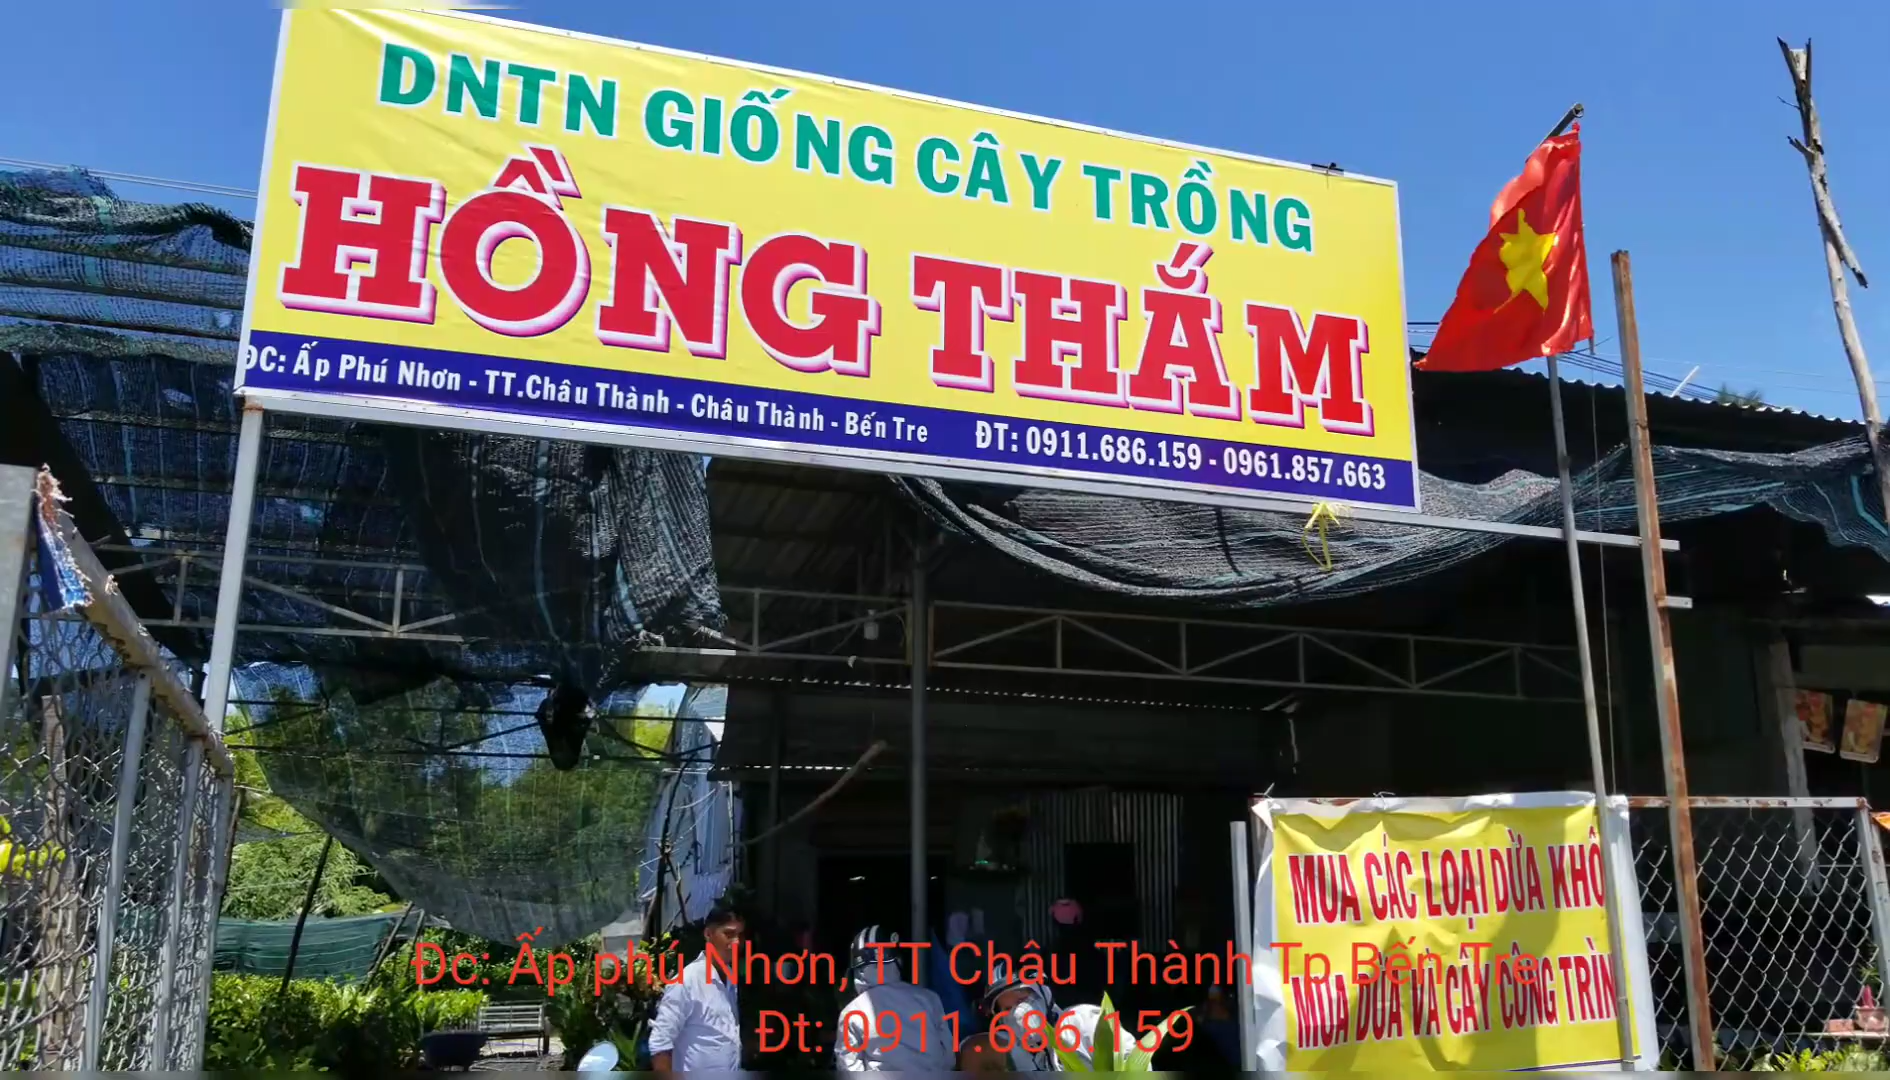 DNTN GIỐNG CÂY TRỒNG
HỒNG THẮM
ĐC: Ấp Phú Nhơn - TT.Châu Thành - Châu Thành - Bến Tre ĐT: 0911.686.159 - 0961.857.663
MUA CÁC LOẠI DỪA KHÔ
MUA DỪA VÀ CÂY CÔNG TRÌN
Đc: Ấp phú Nhơn, TT Châu Thành Tp Bến Tre
Đt: 0911.686.159